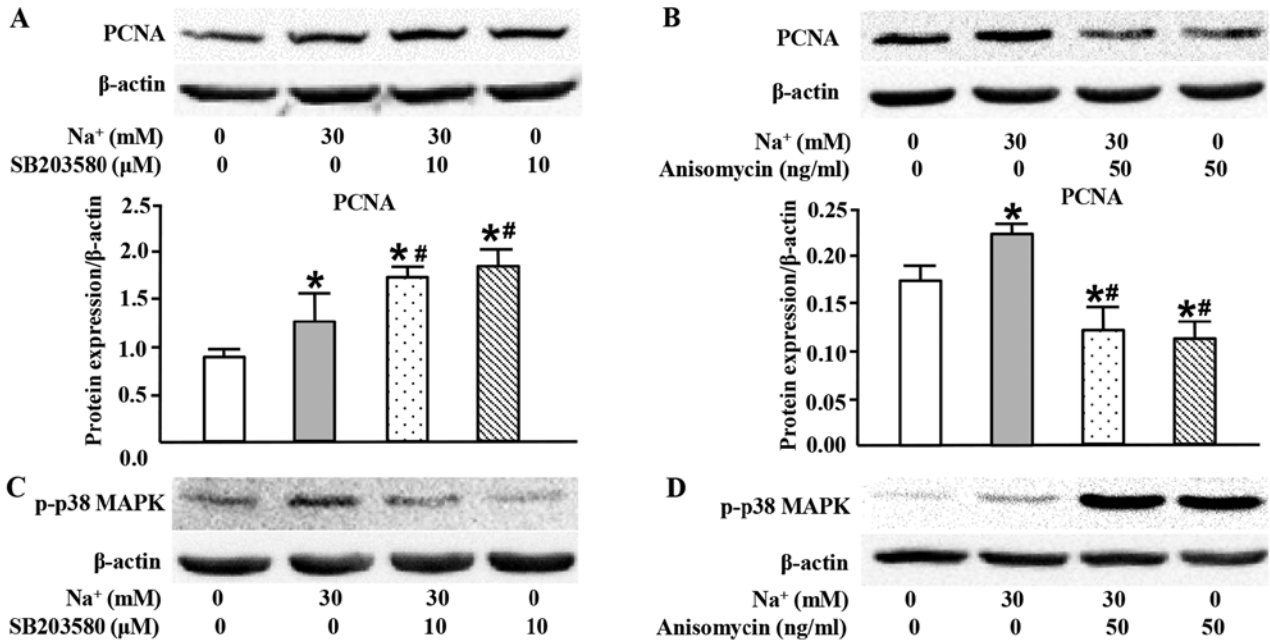 A
PCNA
β-actin
Na⁺ (mM) 0 30 30 0
SB203580 (μM) 0 0 10 10
PCNA
Protein expression/β-actin
2.5
2.0
1.5
1.0
0.5
0.0
*
*#
*#
B
PCNA
β-actin
Na⁺ (mM) 0 30 30 0
Anisomycin (ng/ml) 0 0 50 50
PCNA
Protein expression/β-actin
0.25
0.20
0.15
0.10
0.05
0.00
*
*#
*#
C
p-p38 MAPK
β-actin
Na⁺ (mM) 0 30 30 0
SB203580 (μM) 0 0 10 10
D
p-p38 MAPK
β-actin
Na⁺ (mM) 0 30 30 0
Anisomycin (ng/ml) 0 0 50 50